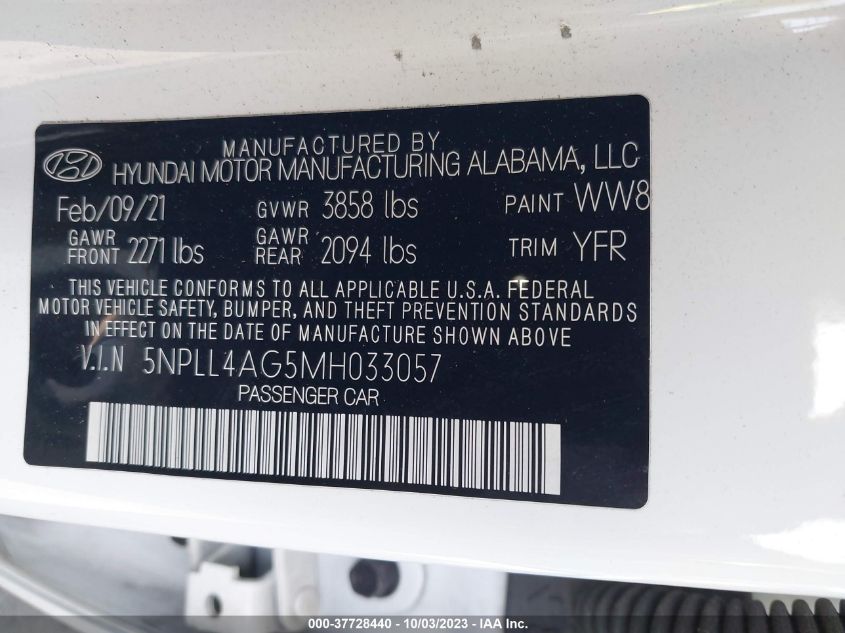 MANUFACTURED BY
HYUNDAI MOTOR MANUFACTURING ALABAMA, LLC
Feb/09/21 GVWR 3858 lbs PAINT WW8
GAWR FRONT 2271 lbs GAWR REAR 2094 lbs TRIM YFR
THIS VEHICLE CONFORMS TO ALL APPLICABLE U.S.A. FEDERAL
MOTOR VEHICLE SAFETY, BUMPER, AND THEFT PREVENTION STANDARDS
IN EFFECT ON THE DATE OF MANUFACTURE SHOWN ABOVE
V.I.N 5NPLL4AG5MH033057
PASSENGER CAR
000-37728440 - 10/03/2023 - IAA Inc.